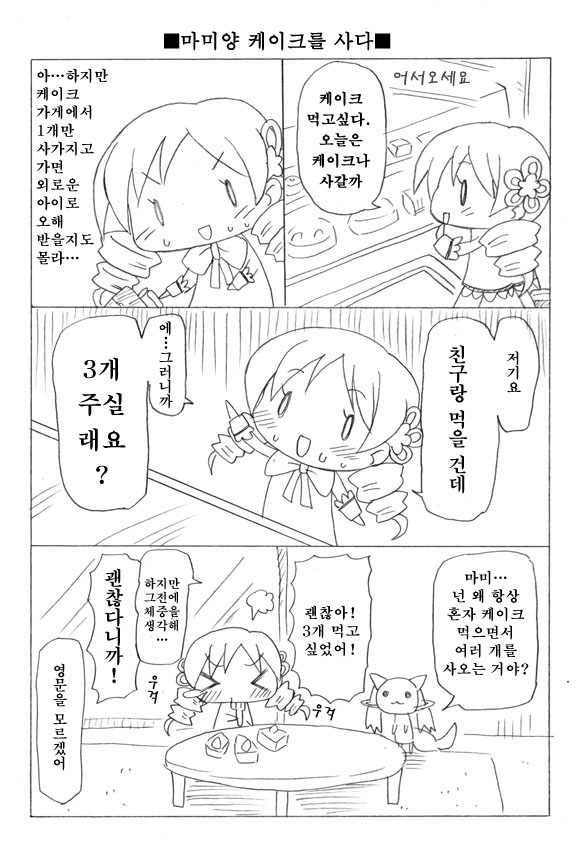 ■마미양 케이크를 사다■
어서오세요
케이크
먹고싶다.
오늘은
케이크나
사갈까
아…하지만
케이크
가게에서
1개만
사가지고
가면
외로운
아이로
오해
받을지도
몰라…
저기요
친구랑 먹을 건데
에…그러니까
3개
주실
래요
?
마미…
넌 왜 항상
혼자 케이크
먹으면서
여러 개를
사오는 거야?
괜찮아!
3개 먹고
싶었어!
우걱
하지만
그전에
체중을
생각해
…
괜찮다니까!
우걱
영문을 모르겠어